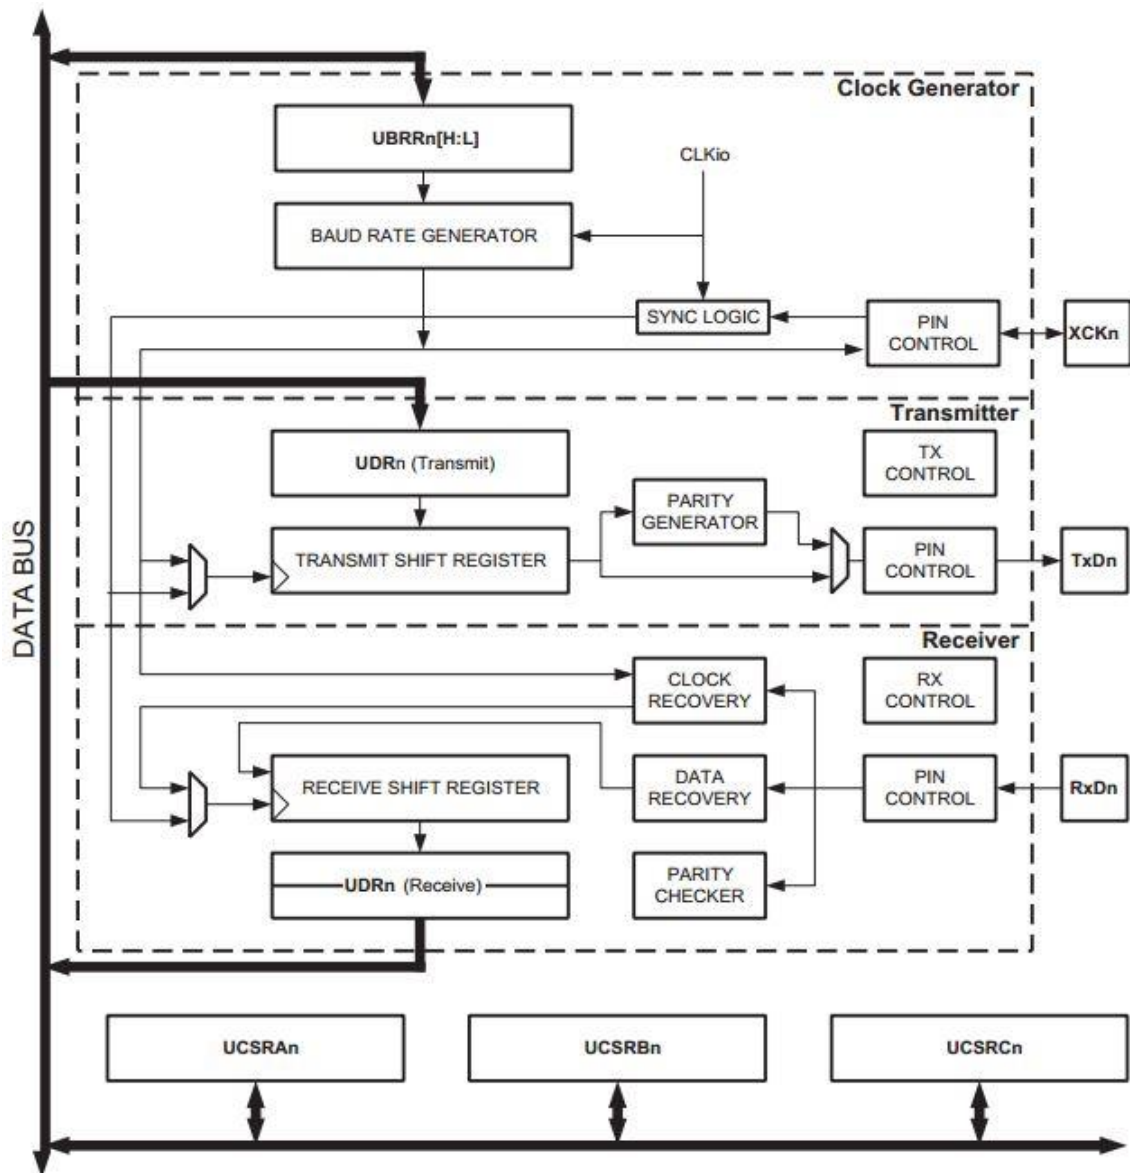 Clock Generator
UBRRn[H:L]
CLKio
BAUD RATE GENERATOR
SYNC LOGIC
PIN
CONTROL
XCKn
DATA BUS
Transmitter
UDRn (Transmit)
TX
CONTROL
PARITY
GENERATOR
TRANSMIT SHIFT REGISTER
PIN
CONTROL
TxDn
Receiver
CLOCK
RECOVERY
RX
CONTROL
RECEIVE SHIFT REGISTER
DATA
RECOVERY
PIN
CONTROL
RxDn
UDRn (Receive)
PARITY
CHECKER
UCSRAn
UCSRBn
UCSRCn